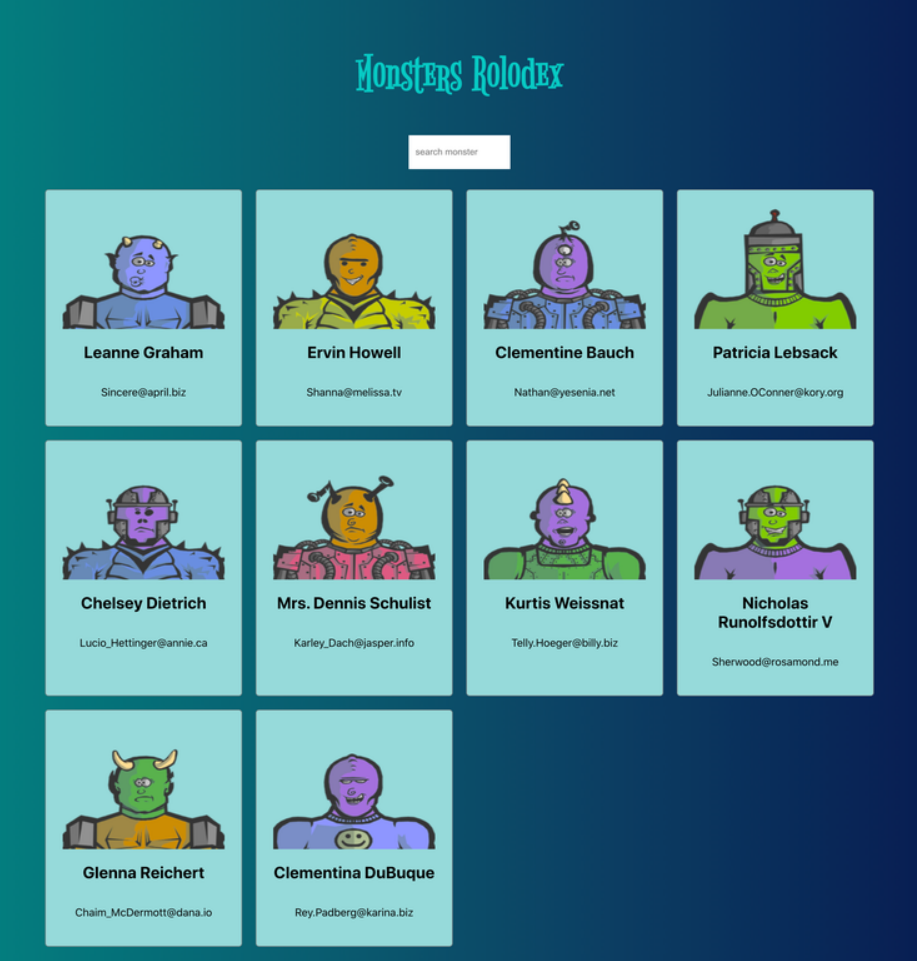 Monsters Rolodex
search monster
Leanne Graham
Sincere@april.biz
Ervin Howell
Shanna@melissa.tv
Clementine Bauch
Nathan@yesenia.net
Patricia Lebsack
Julianne.OConner@kory.org
Chelsey Dietrich
Lucio_Hettinger@annie.ca
Mrs. Dennis Schulist
Karley_Dach@jasper.info
Kurtis Weissnat
Telly.Hoeger@billy.biz
Nicholas
Runolfsdottir V
Sherwood@rosamond.me
Glenna Reichert
Chaim_McDermott@dana.io
Clementina DuBuque
Rey.Padberg@karina.biz